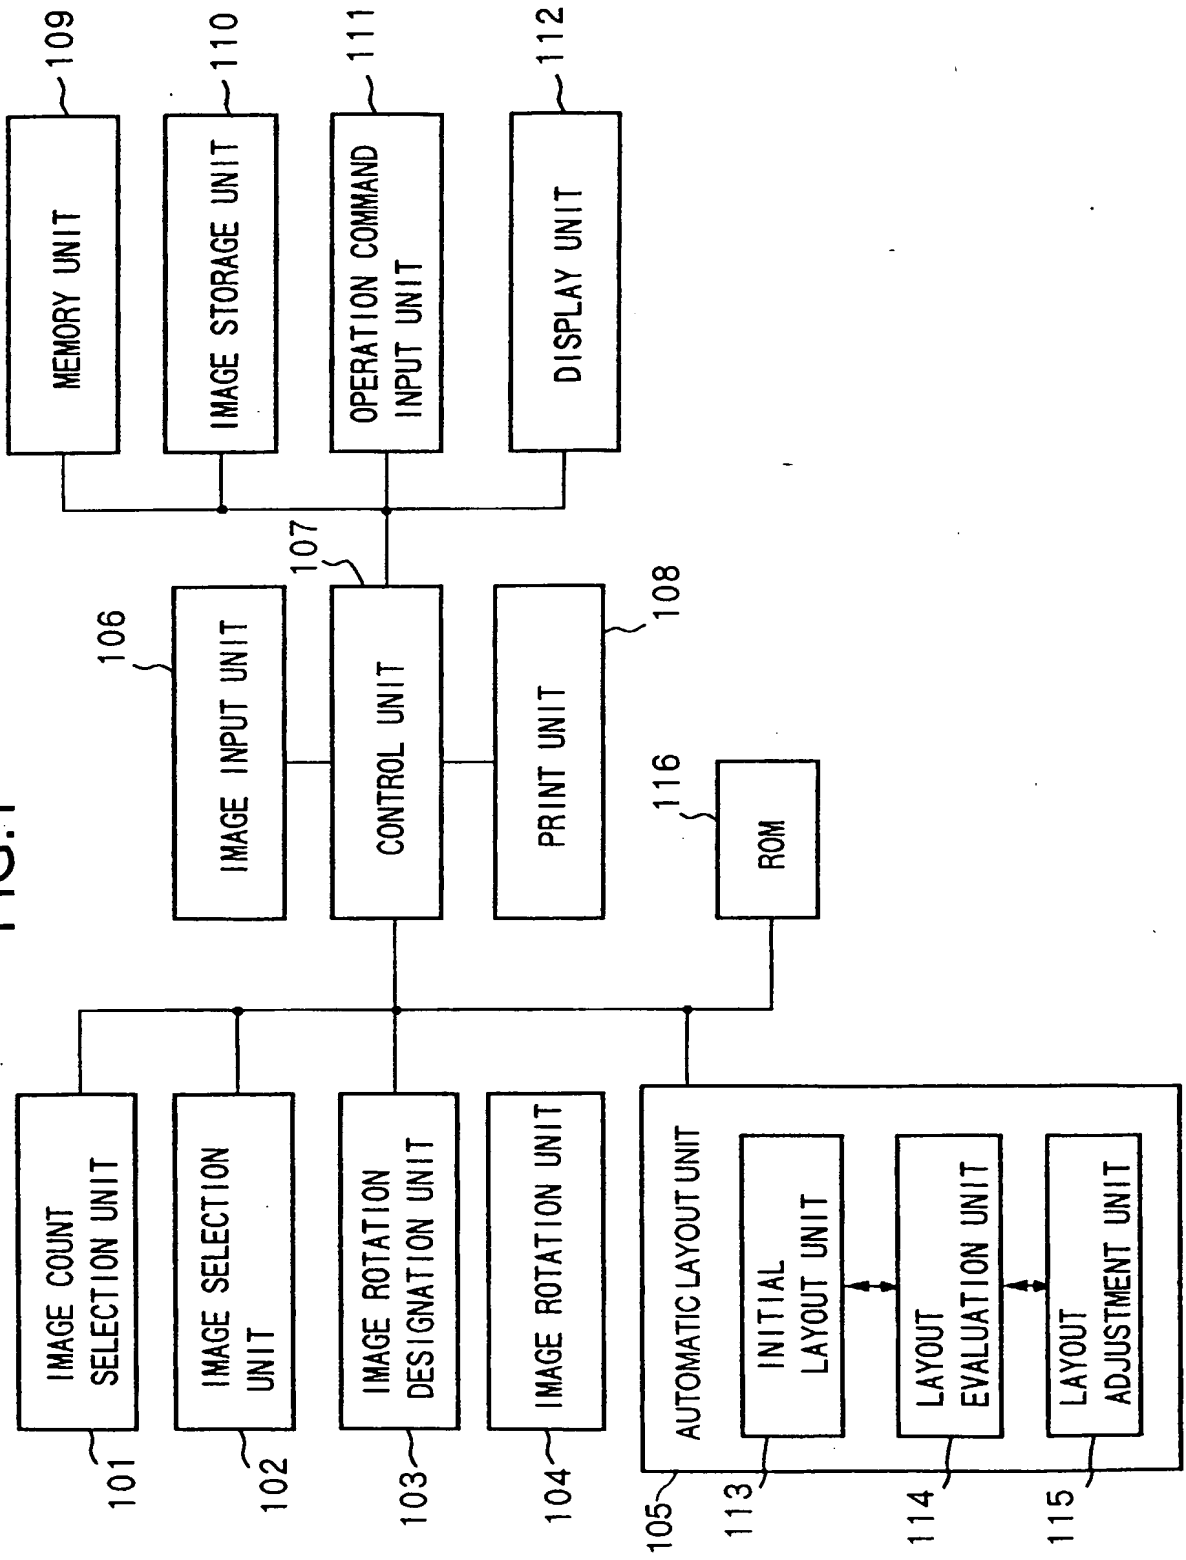 FIG.1
101
IMAGE COUNT
SELECTION UNIT
102
IMAGE SELECTION
UNIT
103
IMAGE ROTATION
DESIGNATION UNIT
104
IMAGE ROTATION UNIT
105
AUTOMATIC LAYOUT UNIT
113
INITIAL
LAYOUT UNIT
114
LAYOUT
EVALUATION UNIT
115
LAYOUT
ADJUSTMENT UNIT
106
IMAGE INPUT UNIT
107
CONTROL UNIT
PRINT UNIT
108
116
ROM
MEMORY UNIT
109
IMAGE STORAGE UNIT
110
OPERATION COMMAND
INPUT UNIT
111
DISPLAY UNIT
112